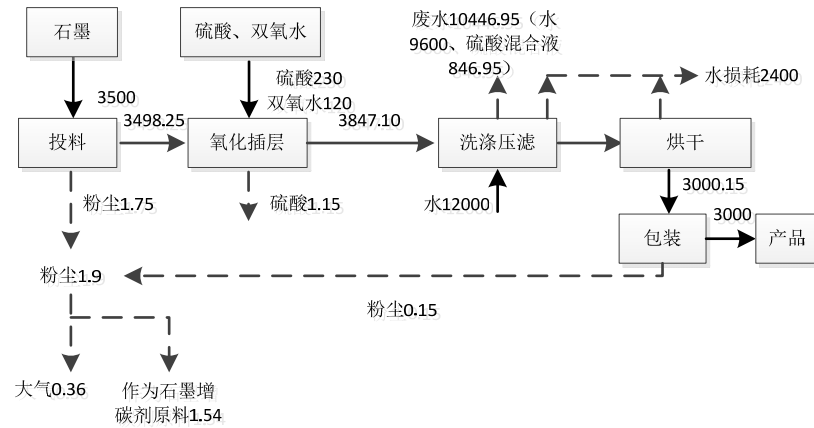 石墨
硫酸、双氧水
废水10446.95（水
9600、硫酸混合液
846.95）
水损耗2400
硫酸230
双氧水120
3500
3498.25
3847.10
投料
氧化插层
洗涤压滤
烘干
粉尘1.75
硫酸1.15
水12000
3000.15
3000
包装
产品
粉尘1.9
粉尘0.15
大气0.36
作为石墨增
碳剂原料1.54